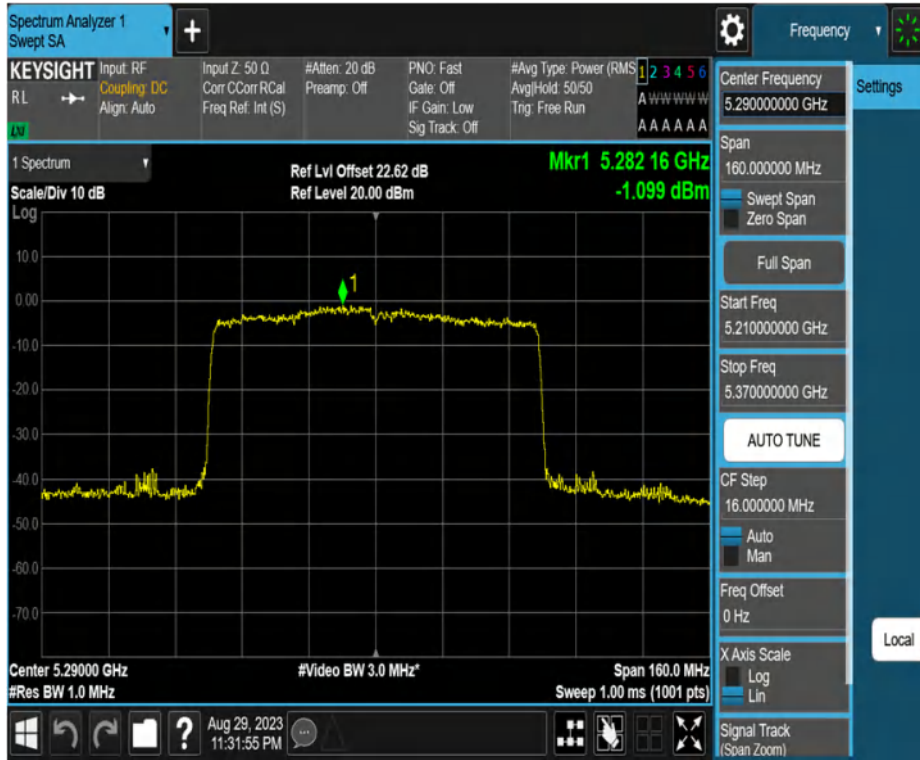 Spectrum Analyzer 1
Swept SA
Frequency
KEYSIGHT
RL
LXI
Input: RF
Coupling: DC
Align: Auto
Input Z: 50 Ω
Corr CCorr RCal
Freq Ref: Int (S)
#Atten: 20 dB
Preamp: Off
PNO: Fast
Gate: Off
IF Gain: Low
Sig Track: Off
#Avg Type: Power (RMS
Avg|Hold: 50/50
Trig: Free Run
1 2 3 4 5 6
A W W W W W
A A A A A A
1 Spectrum
Scale/Div 10 dB
Log
Ref Lvl Offset 22.62 dB
Ref Level 20.00 dBm
Mkr1 5.282 16 GHz
-1.099 dBm
1
10.0
0.00
-10.0
-20.0
-30.0
-40.0
-50.0
-60.0
-70.0
Center 5.29000 GHz
#Res BW 1.0 MHz
#Video BW 3.0 MHz*
Span 160.0 MHz
Sweep 1.00 ms (1001 pts)
Aug 29, 2023
11:31:55 PM
Center Frequency
5.290000000 GHz
Span
160.000000 MHz
Swept Span
Zero Span
Full Span
Start Freq
5.210000000 GHz
Stop Freq
5.370000000 GHz
AUTO TUNE
CF Step
16.000000 MHz
Auto
Man
Freq Offset
0 Hz
X Axis Scale
Log
Lin
Signal Track
(Span Zoom)
Settings
Local